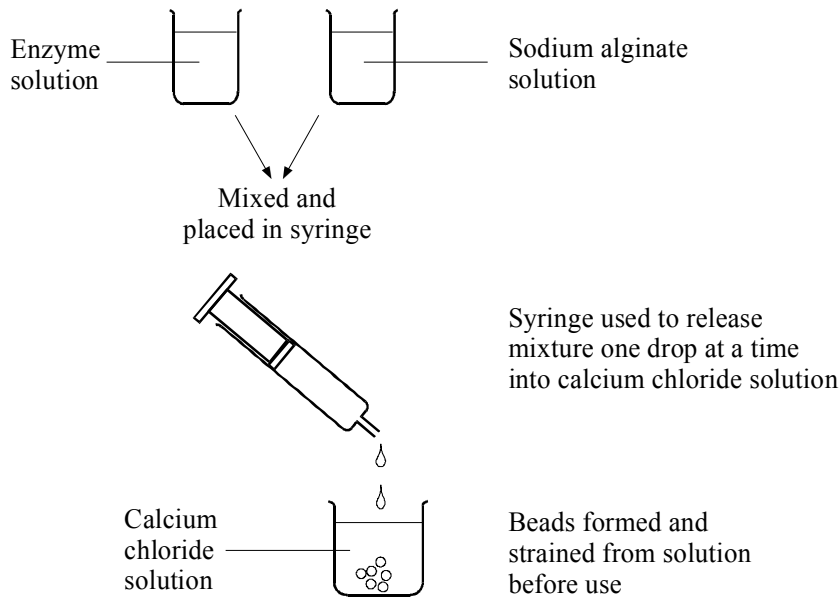 Enzyme
solution
Sodium alginate
solution
Mixed and
placed in syringe
Syringe used to release
mixture one drop at a time
into calcium chloride solution
Calcium
chloride
solution
Beads formed and
strained from solution
before use